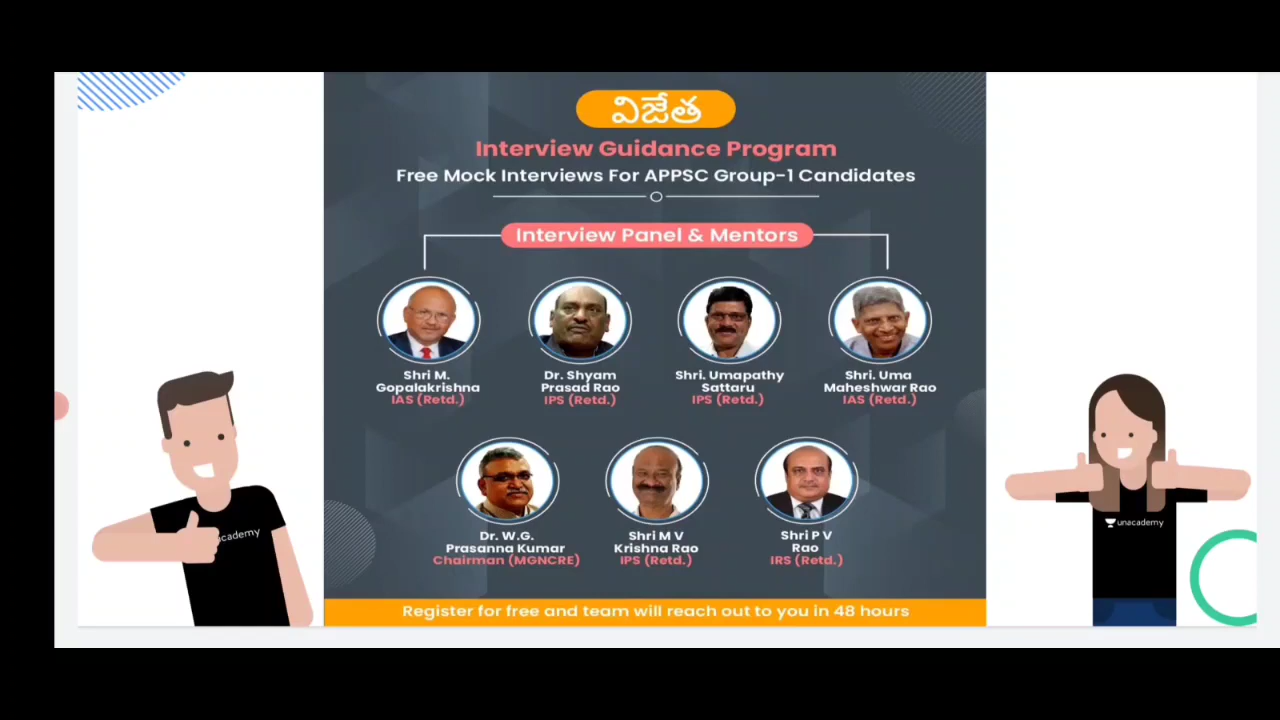 విజేత
Interview Guidance Program
Free Mock Interviews For APPSC Group-1 Candidates
Interview Panel & Mentors
Shri M.
Gopalakrishna
IAS (Retd.)
Dr. Shyam
Prasad Rao
IPS (Retd.)
Shri. Umapathy
Sattaru
IPS (Retd.)
Shri. Uma
Maheshwar Rao
IAS (Retd.)
Dr. W.G.
Prasanna Kumar
Chairman (MGNCRE)
Shri M V
Krishna Rao
IPS (Retd.)
Shri P V
Rao
IRS (Retd.)
cademy
unacademy
Register for free and team will reach out to you in 48 hours